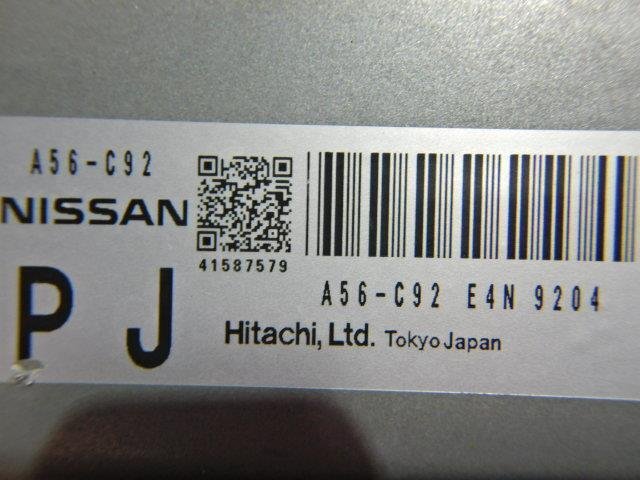 A56-C92
NISSAN
41587579
A56-C92 E4N 9204
P J
Hitachi, Ltd. Tokyo Japan